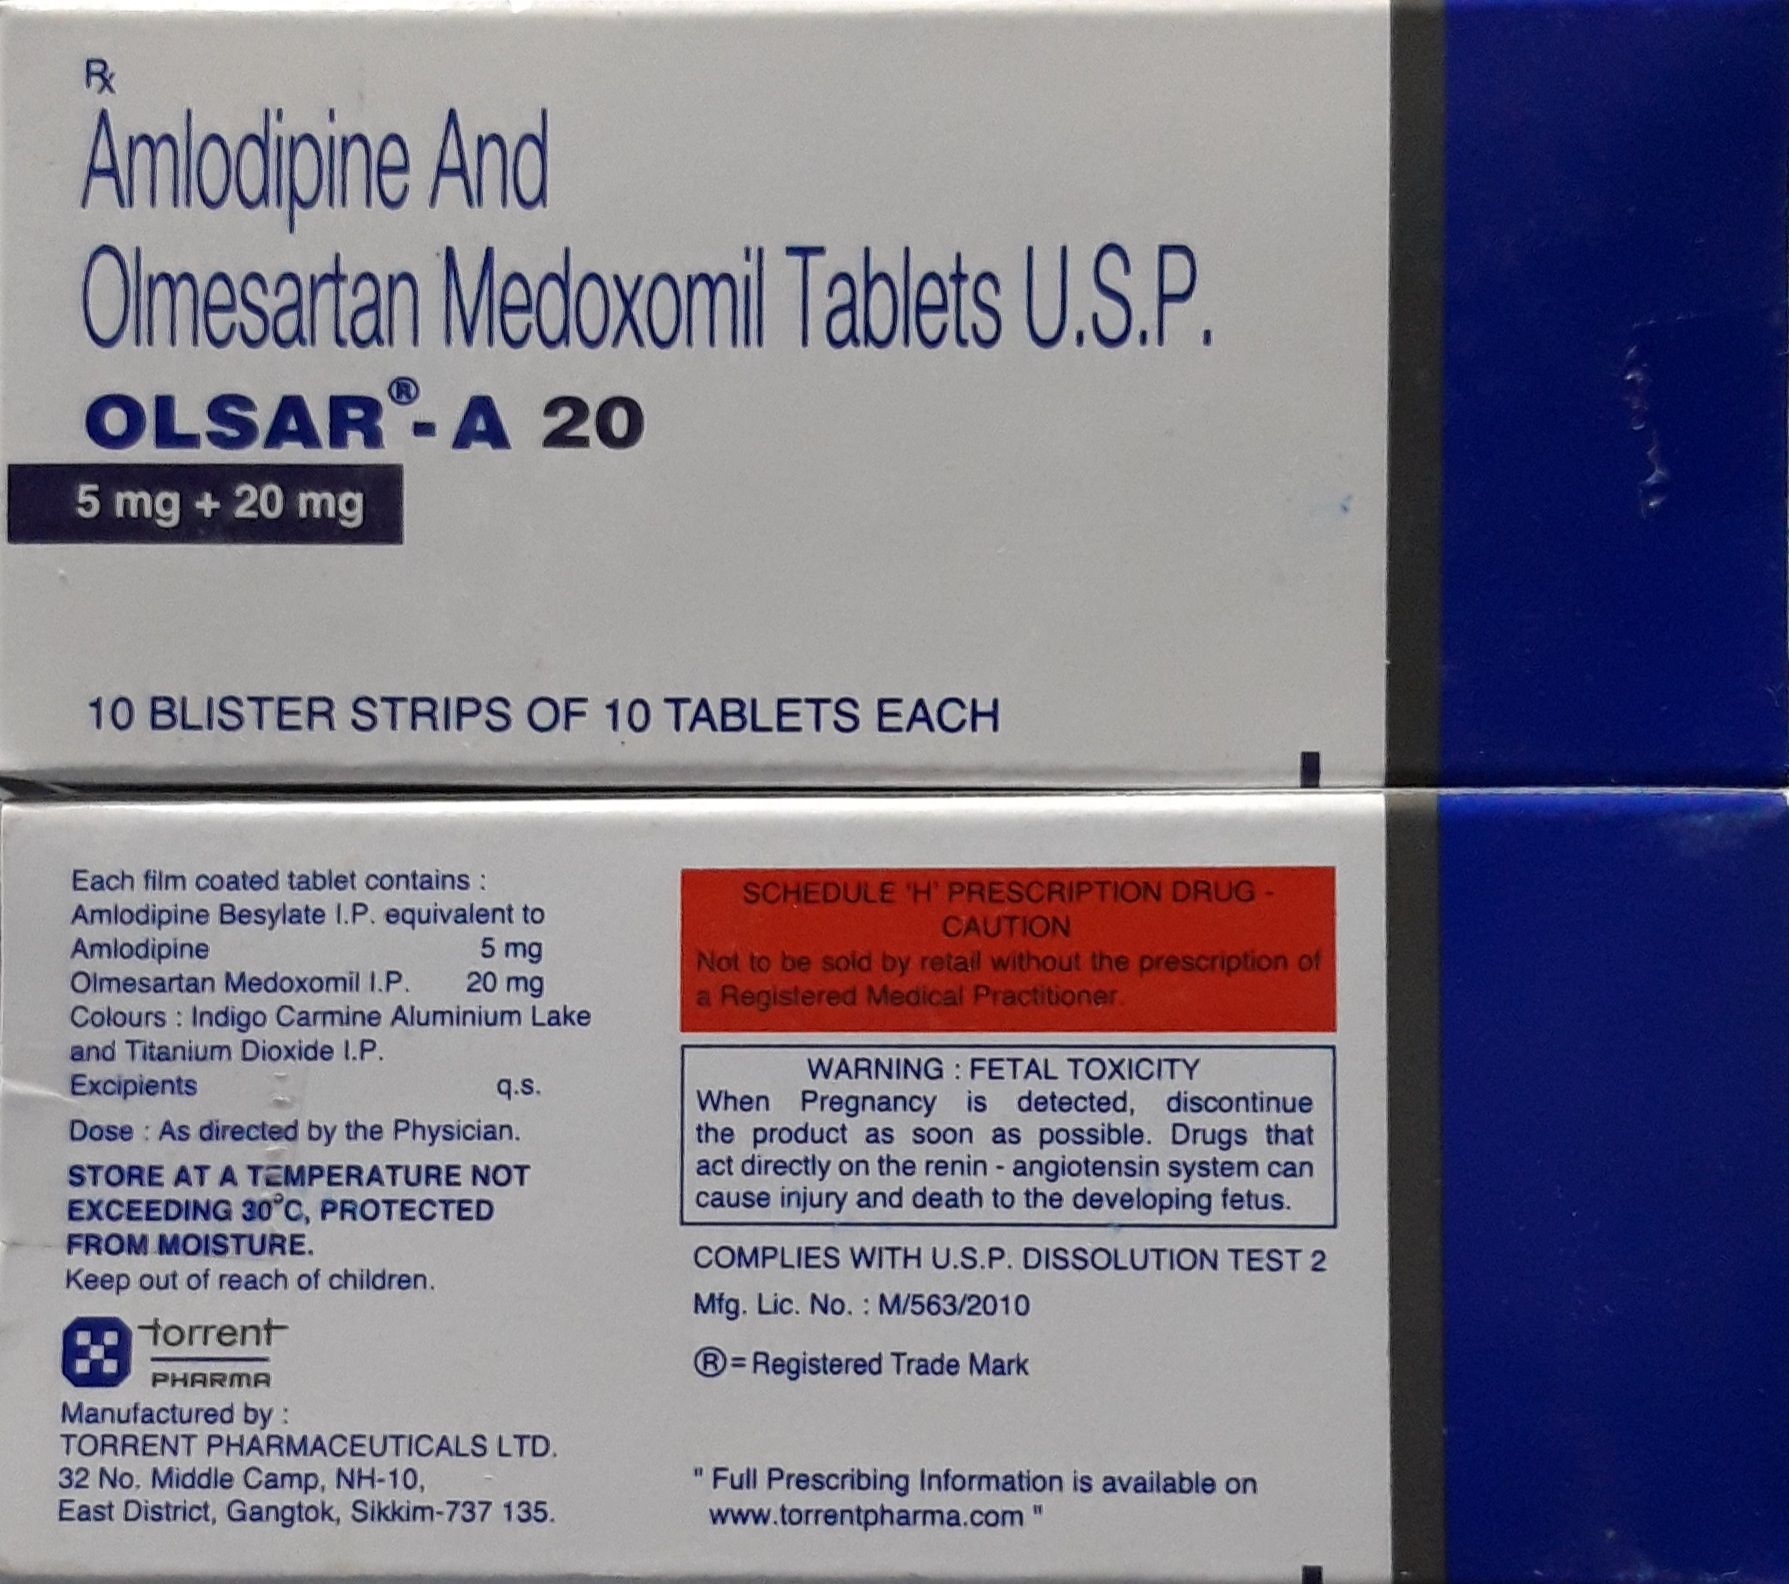 Rx
Amlodipine And
Olmesartan Medoxomil Tablets U.S.P.
OLSAR®-A 20
5 mg + 20 mg
10 BLISTER STRIPS OF 10 TABLETS EACH
Each film coated tablet contains :
Amlodipine Besylate I.P. equivalent to
Amlodipine 5 mg
Olmesartan Medoxomil I.P. 20 mg
Colours : Indigo Carmine Aluminium Lake
and Titanium Dioxide I.P.
Excipients q.s.
Dose : As directed by the Physician.
STORE AT A TEMPERATURE NOT
EXCEEDING 30°C, PROTECTED
FROM MOISTURE.
Keep out of reach of children.
torrent
PHARMA
Manufactured by :
TORRENT PHARMACEUTICALS LTD.
32 No. Middle Camp, NH-10,
East District, Gangtok, Sikkim-737 135.
SCHEDULE 'H' PRESCRIPTION DRUG -
CAUTION
Not to be sold by retail without the prescription of
a Registered Medical Practitioner.
WARNING : FETAL TOXICITY
When Pregnancy is detected, discontinue
the product as soon as possible. Drugs that
act directly on the renin - angiotensin system can
cause injury and death to the developing fetus.
COMPLIES WITH U.S.P. DISSOLUTION TEST 2
Mfg. Lic. No. : M/563/2010
®= Registered Trade Mark
" Full Prescribing Information is available on
www.torrentpharma.com "